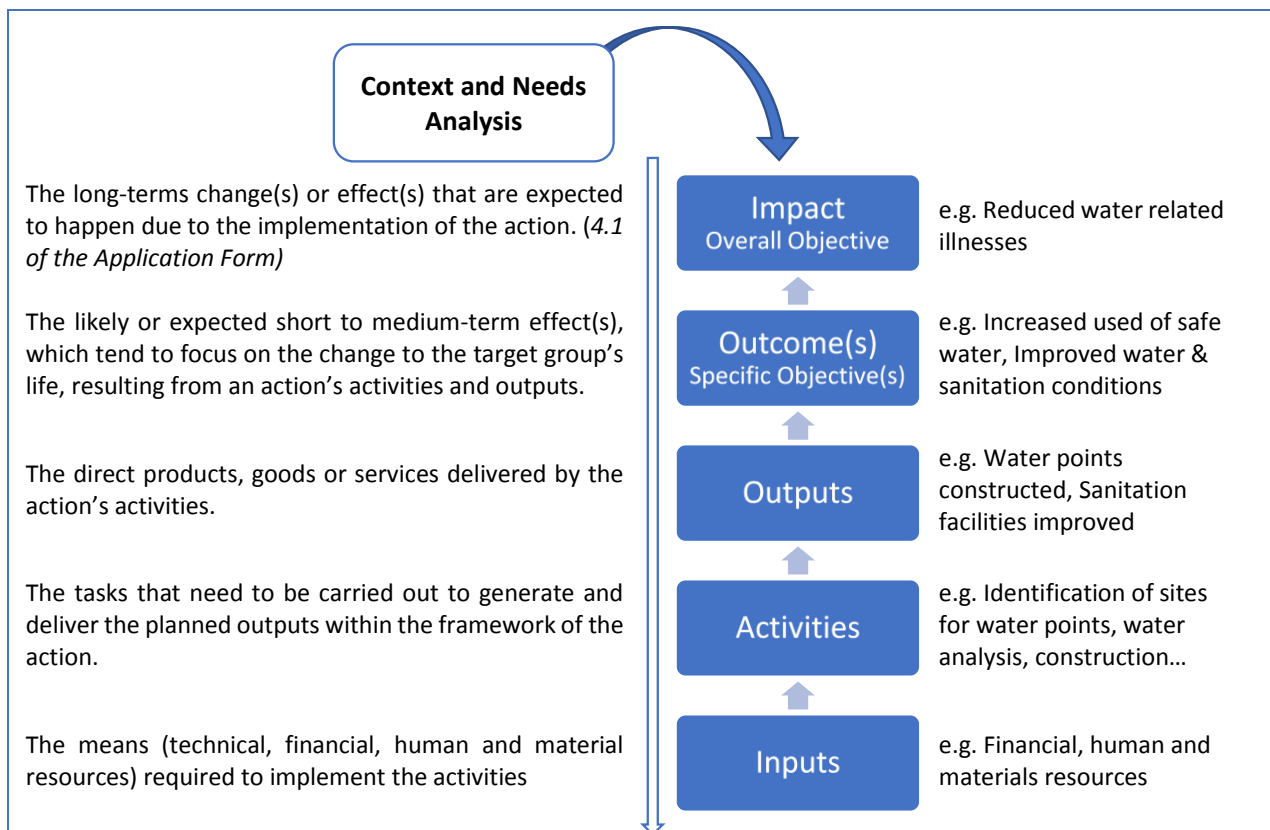 Context and Needs
Analysis
The long-terms change(s) or effect(s) that are expected
to happen due to the implementation of the action. (4.1
of the Application Form)
Impact
Overall Objective
e.g. Reduced water related
illnesses
The likely or expected short to medium-term effect(s),
which tend to focus on the change to the target group's
life, resulting from an action's activities and outputs.
Outcome(s)
Specific Objective(s)
e.g. Increased used of safe
water, Improved water &
sanitation conditions
The direct products, goods or services delivered by the
action's activities.
Outputs
e.g. Water points
constructed, Sanitation
facilities improved
The tasks that need to be carried out to generate and
deliver the planned outputs within the framework of the
action.
Activities
e.g. Identification of sites
for water points, water
analysis, construction…
The means (technical, financial, human and material
resources) required to implement the activities
Inputs
e.g. Financial, human and
materials resources